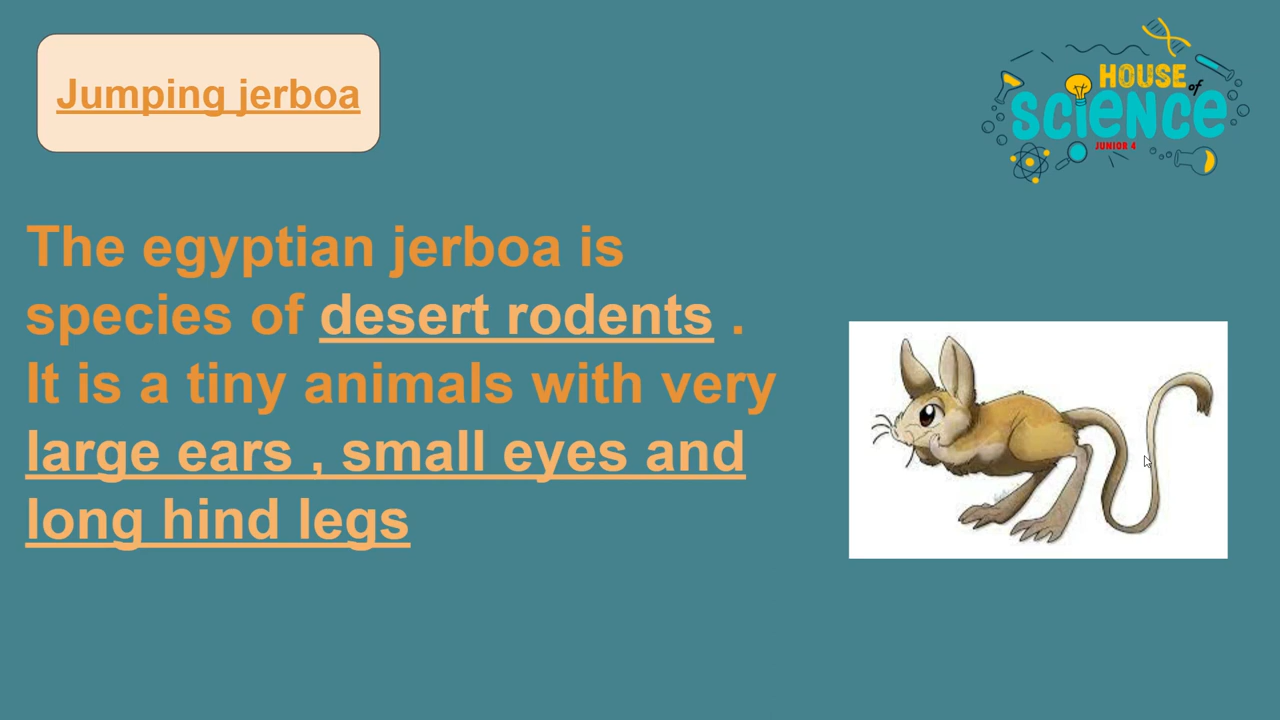 Jumping jerboa
HOUSE of
science
JUNIOR 4
The egyptian jerboa is
species of desert rodents .
It is a tiny animals with very
large ears , small eyes and
long hind legs